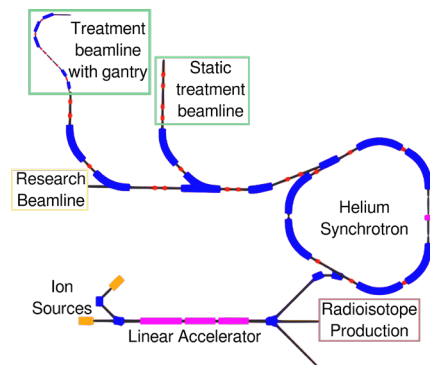 Treatment
beamline
with gantry
Static
treatment
beamline
Research
Beamline
Helium
Synchrotron
Ion
Sources
Linear Accelerator
Radioisotope
Production